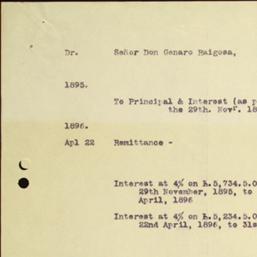 Dr. Señor Don Genaro Raigosa,
1895.
To Principal & Interest (as p
the 29th. Novr. 18
1896.
Apl 22 Remittance -
Interest at 4% on £.5,734.5.0
29th November, 1895, to
April, 1896
Interest at 4% on £.5,234.5.0
22nd April, 1896, to 31s